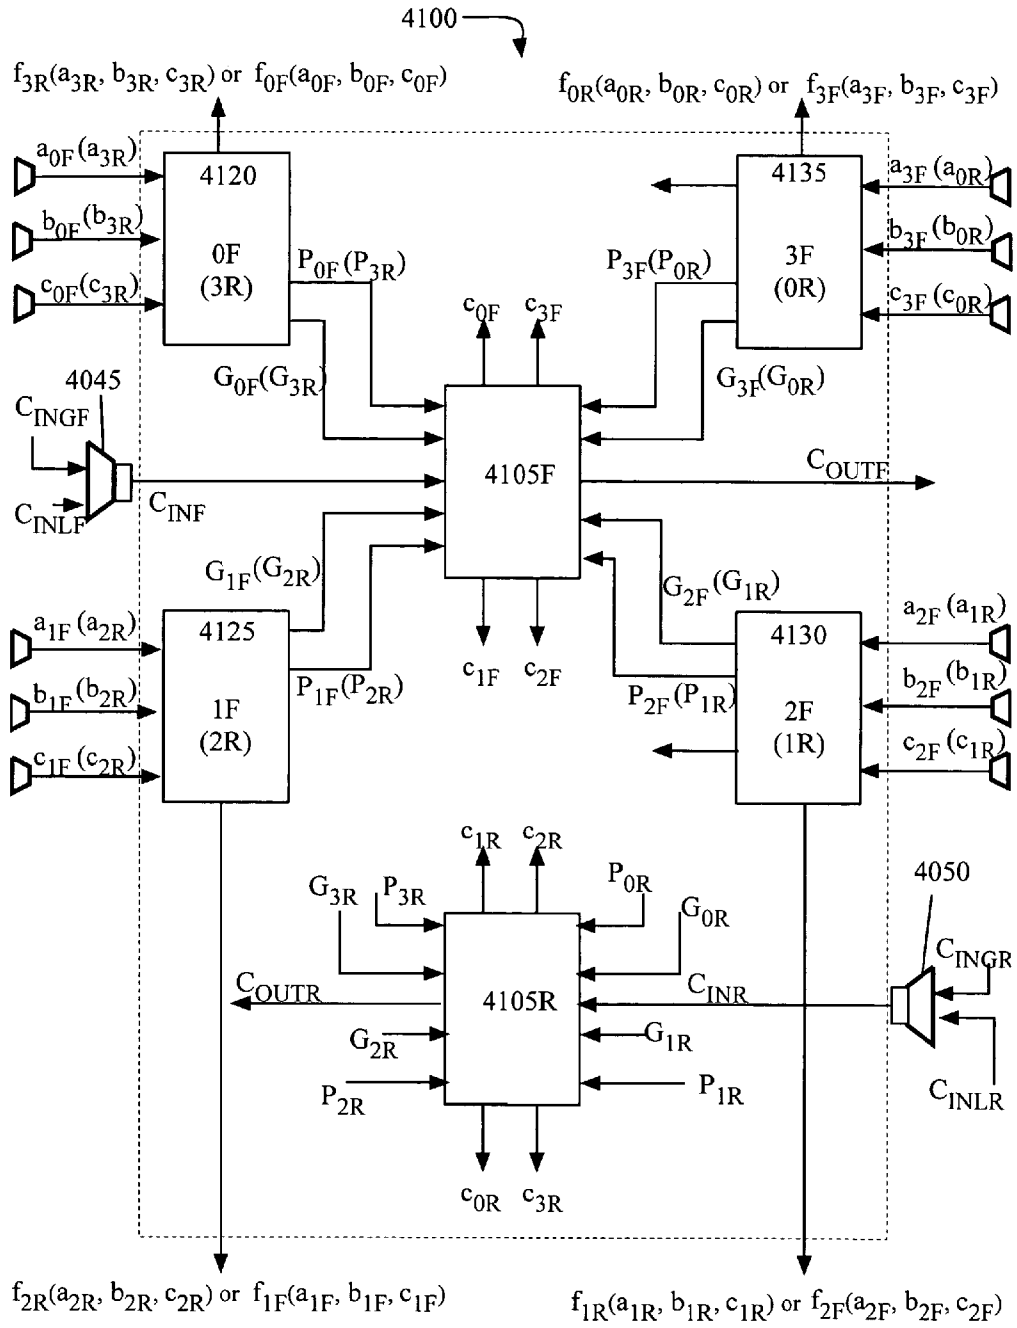 4100
f3R(a3R, b3R, c3R) or f0F(a0F, b0F, c0F)
f0R(a0R, b0R, c0R) or f3F(a3F, b3F, c3F)
a0F (a3R)
4120
4135
a3F (a0R)
b0F (b3R)
0F
(3R)
3F
(0R)
b3F (b0R)
c0F (c3R)
P0F (P3R)
P3F(P0R)
c3F (c0R)
c0F
c3F
G0F(G3R)
G3F(G0R)
4045
CINGF
CINLF
CINF
4105F
COUTF
G1F(G2R)
G2F (G1R)
a1F (a2R)
4125
4130
a2F (a1R)
c1F
c2F
P1F(P2R)
P2F(P1R)
b1F (b2R)
1F
(2R)
2F
(1R)
b2F (b1R)
c1F (c2R)
c2F (c1R)
c1R
c2R
G3R
P3R
P0R
G0R
4050
CINGR
COUTR
4105R
CINR
G2R
G1R
P2R
P1R
CINLR
c0R
c3R
f2R(a2R, b2R, c2R) or f1F(a1F, b1F, c1F)
f1R(a1R, b1R, c1R) or f2F(a2F, b2F, c2F)